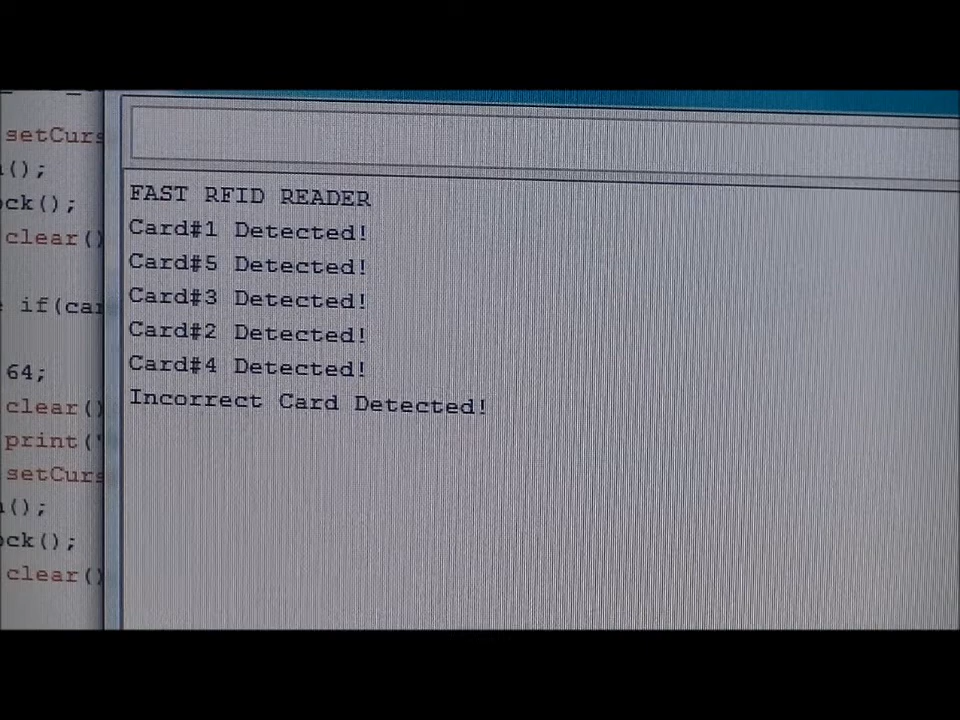 setCurs
();
ck();
clear()
if(car
64;
clear()
print("
setCurs
();
ck();
clear()
FAST RFID READER
Card#1 Detected!
Card#5 Detected!
Card#3 Detected!
Card#2 Detected!
Card#4 Detected!
Incorrect Card Detected!